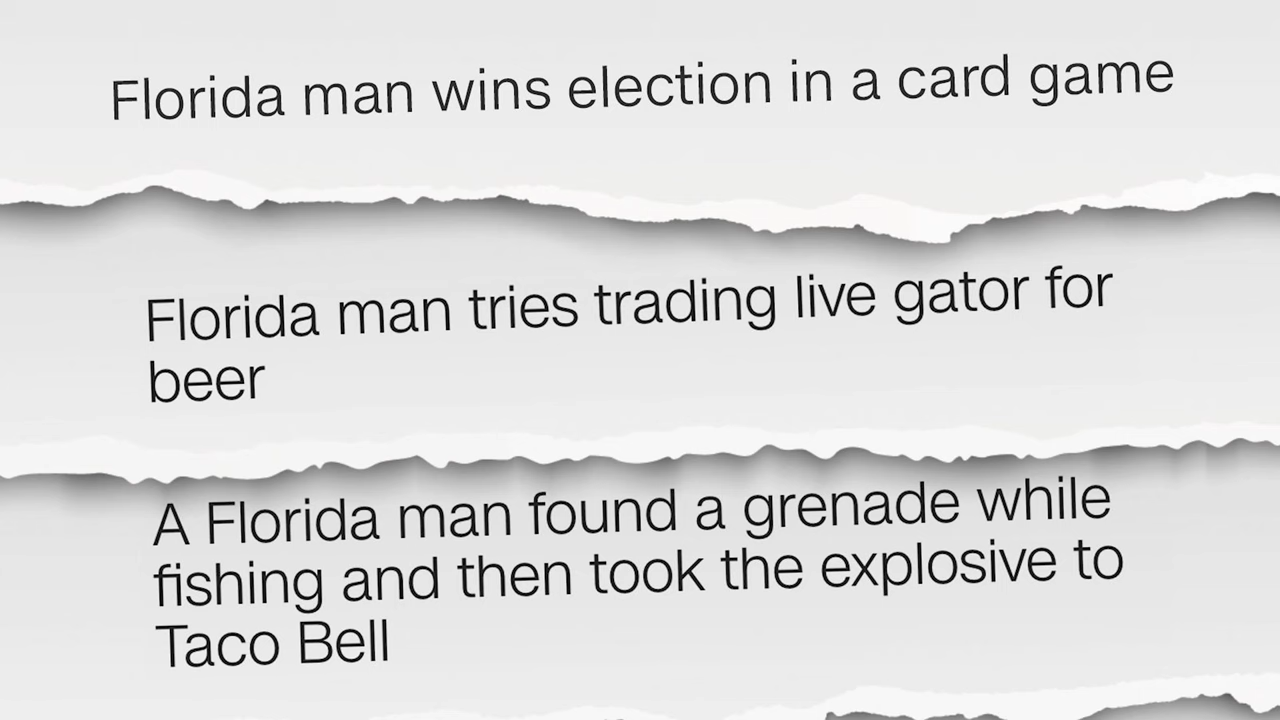 Florida man wins election in a card game
Florida man tries trading live gator for
beer
A Florida man found a grenade while
fishing and then took the explosive to
Taco Bell